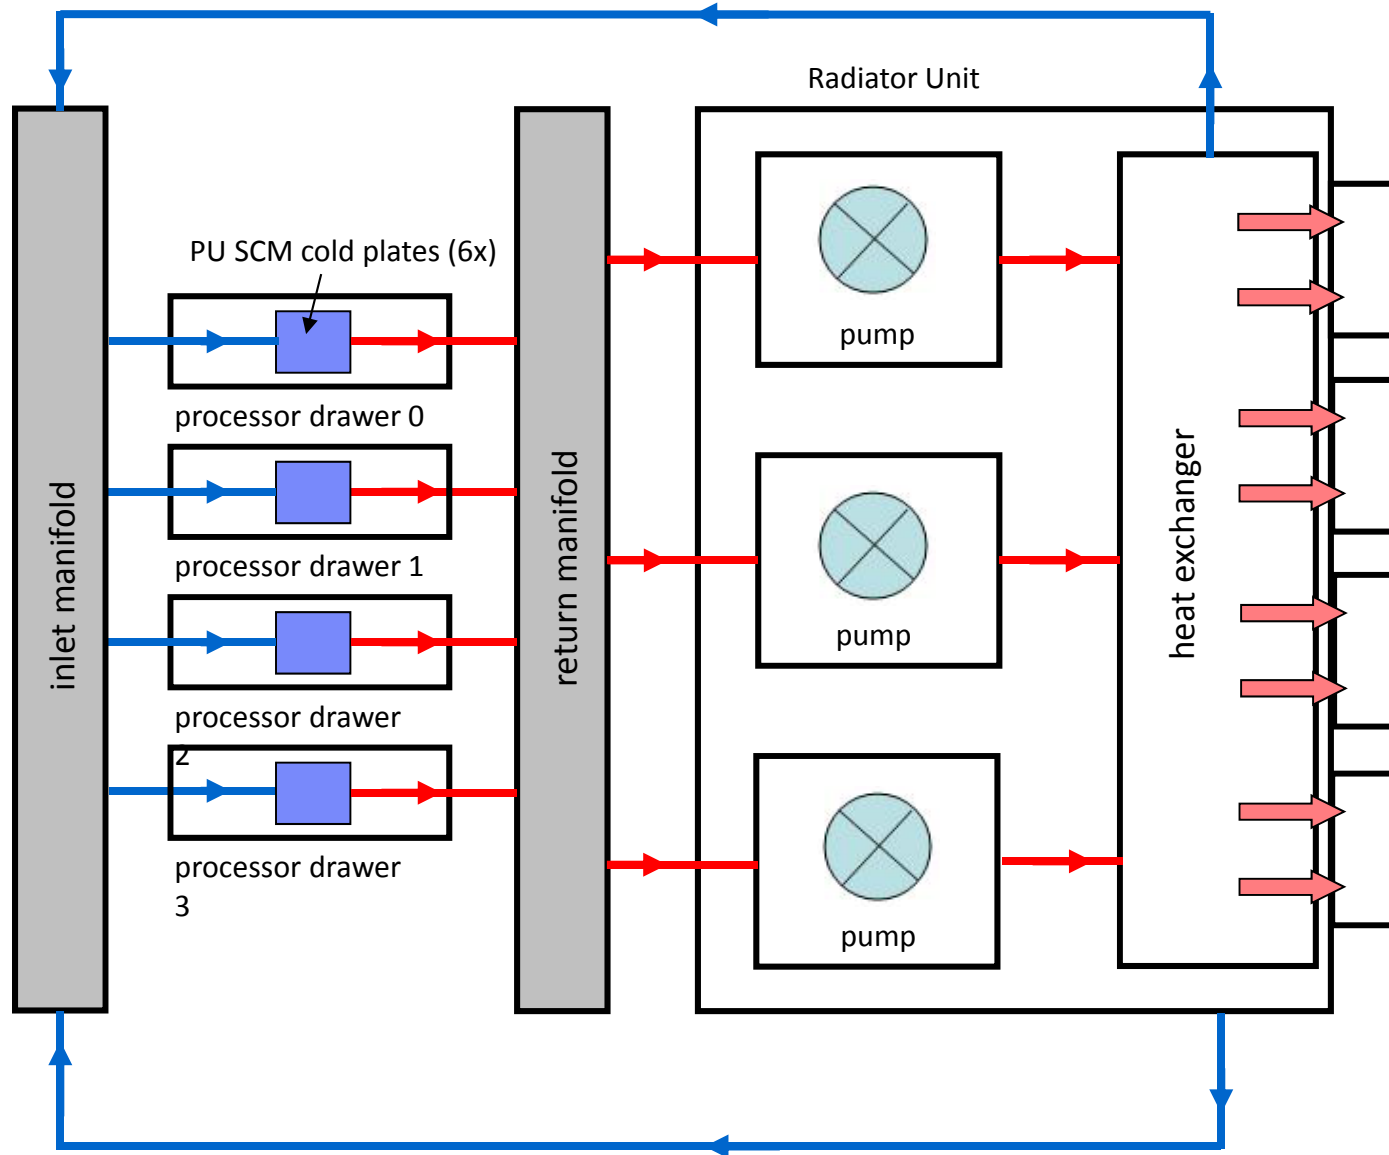 Radiator Unit
PU SCM cold plates (6x)
processor drawer 0
processor drawer 1
processor drawer
2
processor drawer
3
inlet manifold
return manifold
pump
pump
pump
heat exchanger